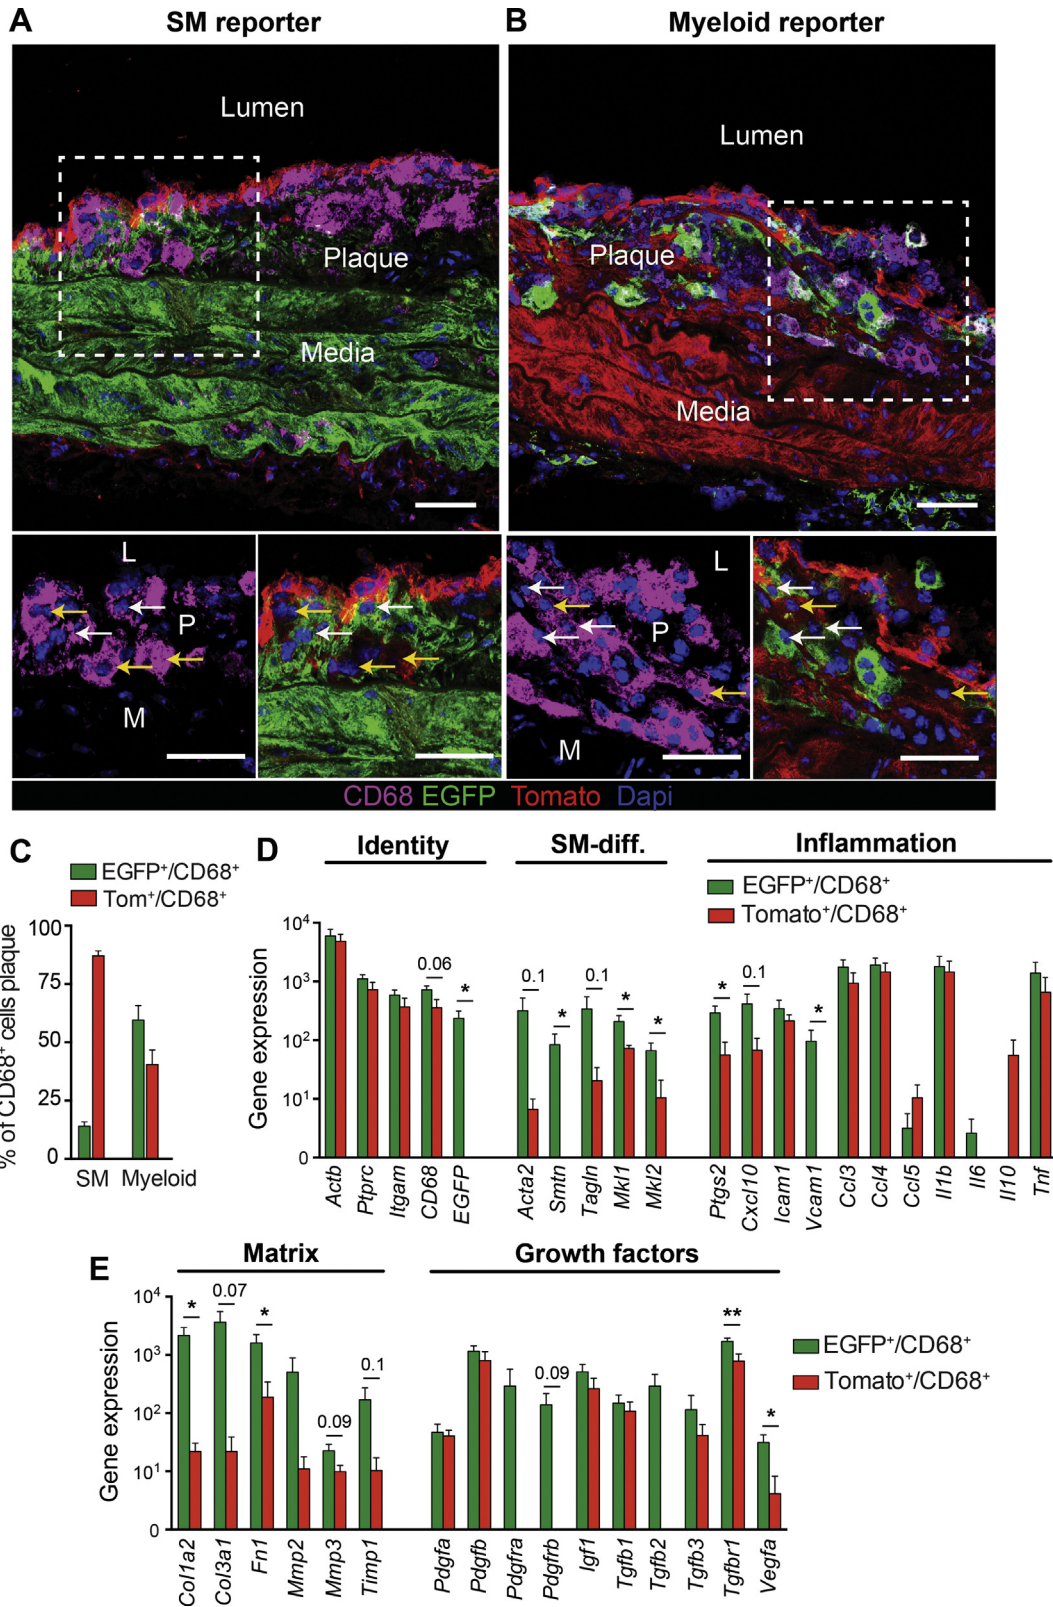 A SM reporter
B Myeloid reporter
Lumen
Plaque
Media
Lumen
Plaque
Media
L
P
M
L
P
M
CD68 EGFP Tomato Dapi
C
EGFP+/CD68+
Tom+/CD68+
% of CD68+ cells plaque
100
75
50
25
0
SM Myeloid
D
Identity SM-diff. Inflammation
EGFP+/CD68+
Tomato+/CD68+
Gene expression
10⁴
10³
10²
10¹
0
0.06 * 0.1 * 0.1 * * * 0.1 *
Actb Ptprc Itgam CD68 EGFP Acta2 Smtn Tagln Mkl1 Mkl2 Ptgs2 Cxcl10 Icam1 Vcam1 Ccl3 Ccl4 Ccl5 Il1b Il6 Il10 Tnf
E
Matrix Growth factors
EGFP+/CD68+
Tomato+/CD68+
Gene expression
10⁴
10³
10²
10¹
0
* 0.07 * 0.09 0.1 0.09 ** *
Col1a2 Col3a1 Fn1 Mmp2 Mmp3 Timp1 Pdgfa Pdgfb Pdgfra Pdgfrb Igf1 Tgfb1 Tgfb2 Tgfb3 Tgfbr1 Vegfa